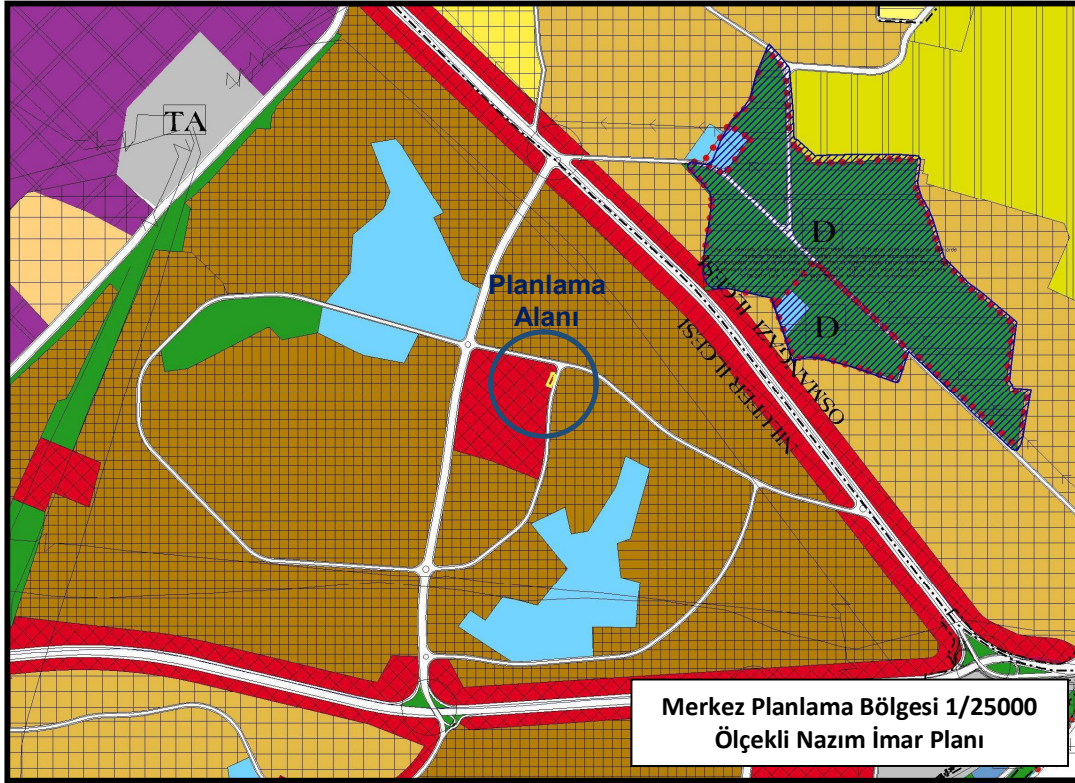 TA
D
Planlama
Alanı
D
NİLÜFER İLÇESİ
OSMANGAZİ İLÇESİ
Merkez Planlama Bölgesi 1/25000
Ölçekli Nazım İmar Planı